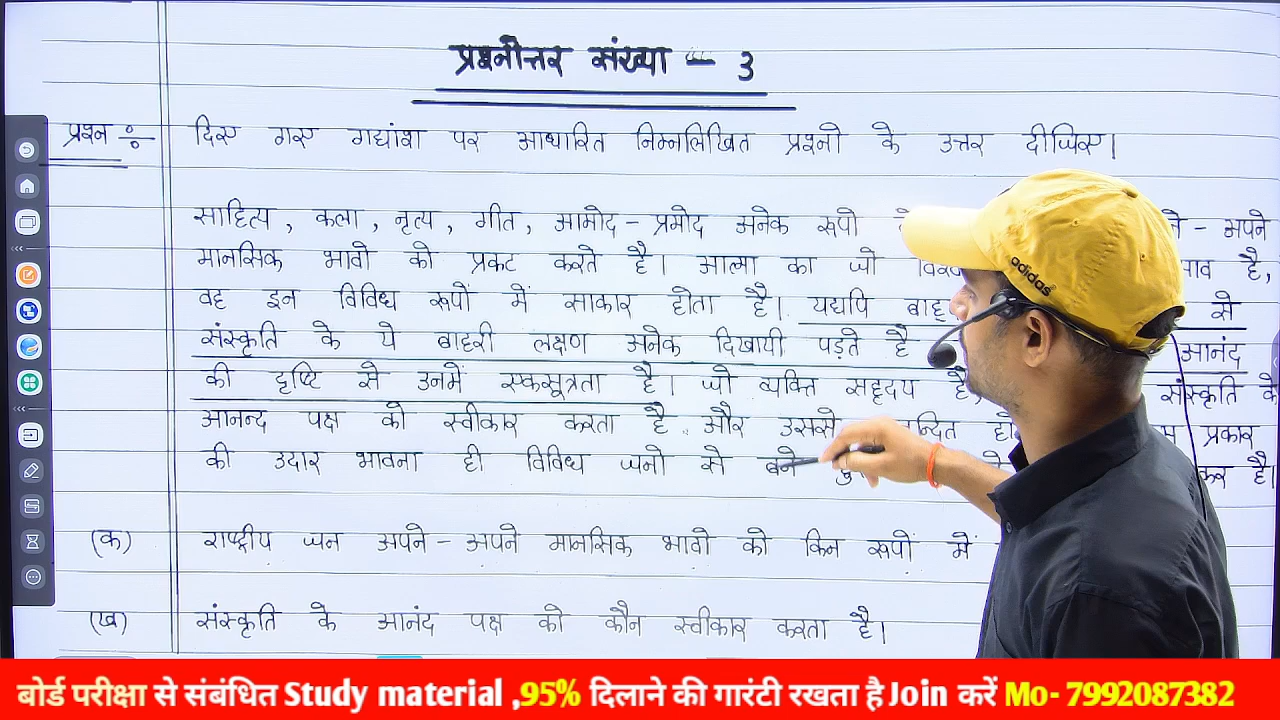 प्रश्नोत्तर संख्या - 3
प्रश्न ÷ दिए गए गद्यांश पर आधारित निम्नलिखित प्रश्नो के उत्तर दीजिए।
साहित्य, कला, नृत्य, गीत, आमोद - प्रमोद अनेक रूपो - अपने
मानसिक भावो को प्रकट करते है। आत्मा का जो है,
वह इन विविध रूपों में साकार होता है। यद्यपि से
संस्कृति के ये बाहरी लक्षण अनेक दिखायी पड़ते है आनंद
की दृष्टि से उनमें एकसूत्रता है। जो व्यक्ति सहृदय है, संस्कृति के
आनन्द पक्ष को स्वीकार करता है और उससे प्रकार
की उदार भावना ही विविध जनो से बने कर है।
(क) राष्ट्रीय जन अपने - अपने मानसिक भावो को किन रूपों में
(ख) संस्कृति के आनंद पक्ष को कौन स्वीकार करता है।
adidas
बोर्ड परीक्षा से संबंधित Study material ,95% दिलाने की गारंटी रखता है Join करें Mo- 7992087382